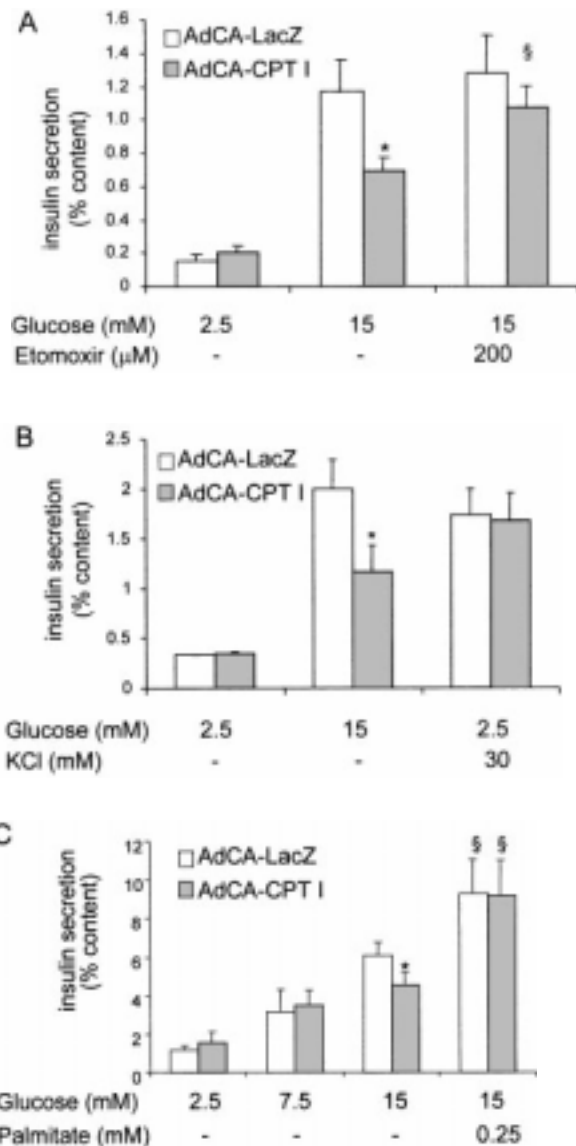 A
AdCA-LacZ
AdCA-CPT I
insulin secretion
(% content)
1.6
1.4
1.2
1.0
0.8
0.6
0.4
0.2
0
*
§
2.5 15 15
Glucose (mM)
Etomoxir (µM) - - 200
B
AdCA-LacZ
AdCA-CPT I
insulin secretion
(% content)
2.5
2
1.5
1
0.5
0
*
Glucose (mM) 2.5 15 2.5
KCl (mM) - - 30
C
AdCA-LacZ
AdCA-CPT I
insulin secretion
(% content)
12
10
8
6
4
2
0
*
§ §
Glucose (mM) 2.5 7.5 15 15
Palmitate (mM) - - - 0.25